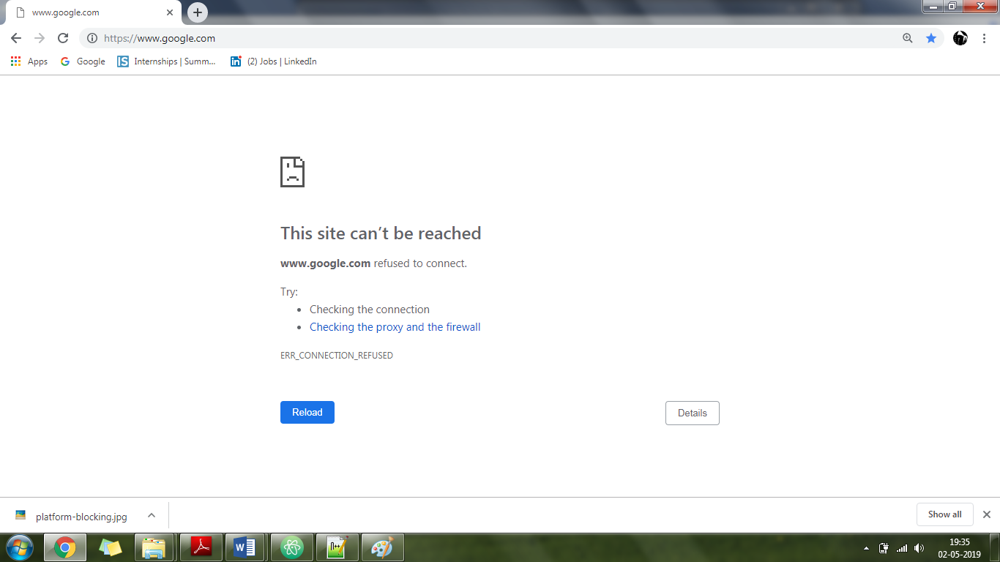 www.google.com
https://www.google.com
Apps Google Internships | Summ... (2) Jobs | LinkedIn
This site can’t be reached
www.google.com refused to connect.
Try:
• Checking the connection
• Checking the proxy and the firewall
ERR_CONNECTION_REFUSED
Reload Details
platform-blocking.jpg Show all
19:35
02-05-2019